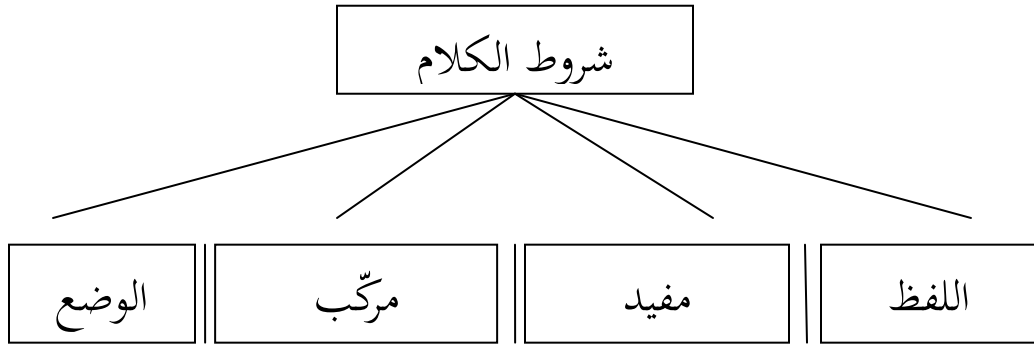 شروط الكلام
اللفظ
مفيد
مركّب
الوضع